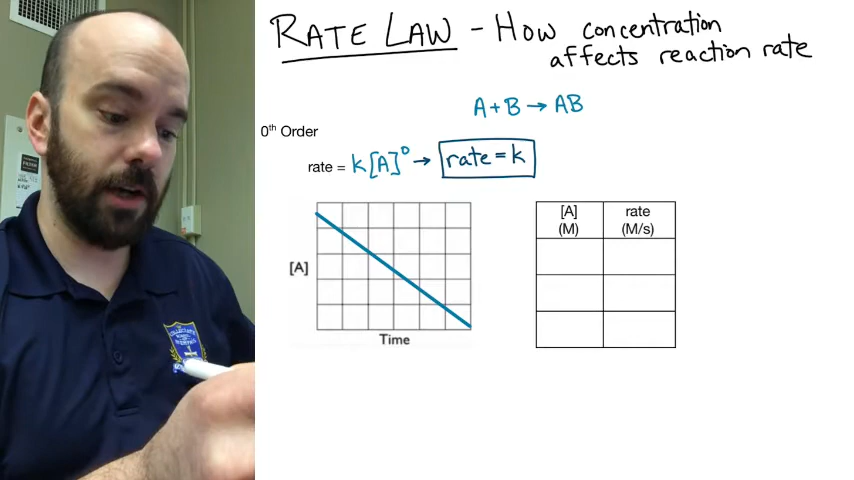 RATE LAW - How concentration
affects reaction rate
A + B → AB
0th Order
rate = k[A]⁰ → rate = k
[A]
Time
[A] rate
(M) (M/s)